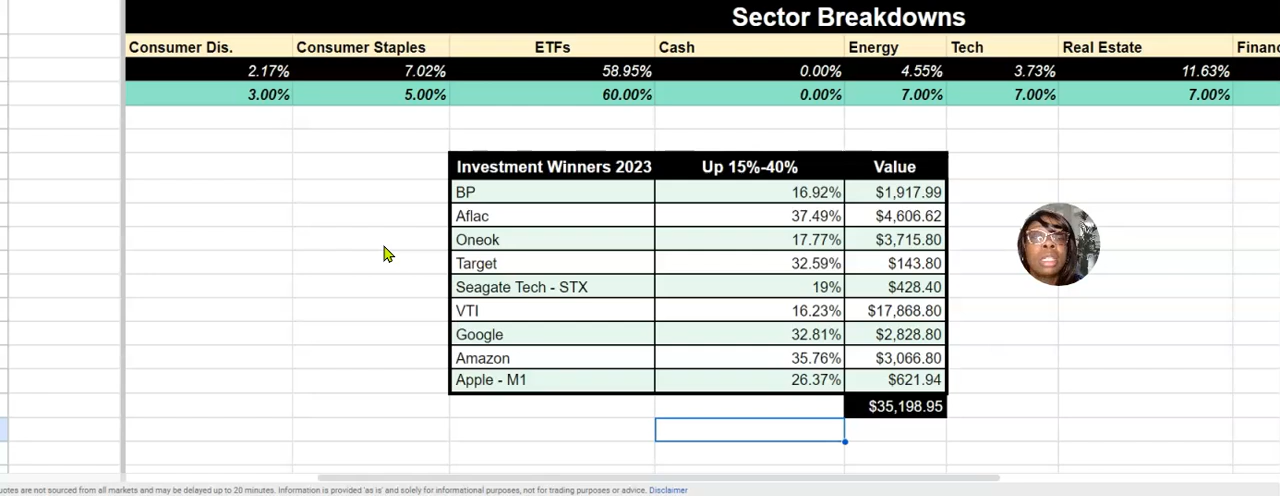 Sector Breakdowns
Consumer Dis. Consumer Staples ETFs Cash Energy Tech Real Estate Financ
2.17% 7.02% 58.95% 0.00% 4.55% 3.73% 11.63%
3.00% 5.00% 60.00% 0.00% 7.00% 7.00% 7.00%
Investment Winners 2023 Up 15%-40% Value
BP 16.92% $1,917.99
Aflac 37.49% $4,606.62
Oneok 17.77% $3,715.80
Target 32.59% $143.80
Seagate Tech - STX 19% $428.40
VTI 16.23% $17,868.80
Google 32.81% $2,828.80
Amazon 35.76% $3,066.80
Apple - M1 26.37% $621.94
$35,198.95
uotes are not sourced from all markets and may be delayed up to 20 minutes. Information is provided 'as is' and solely for informational purposes, not for trading purposes or advice. Disclaimer